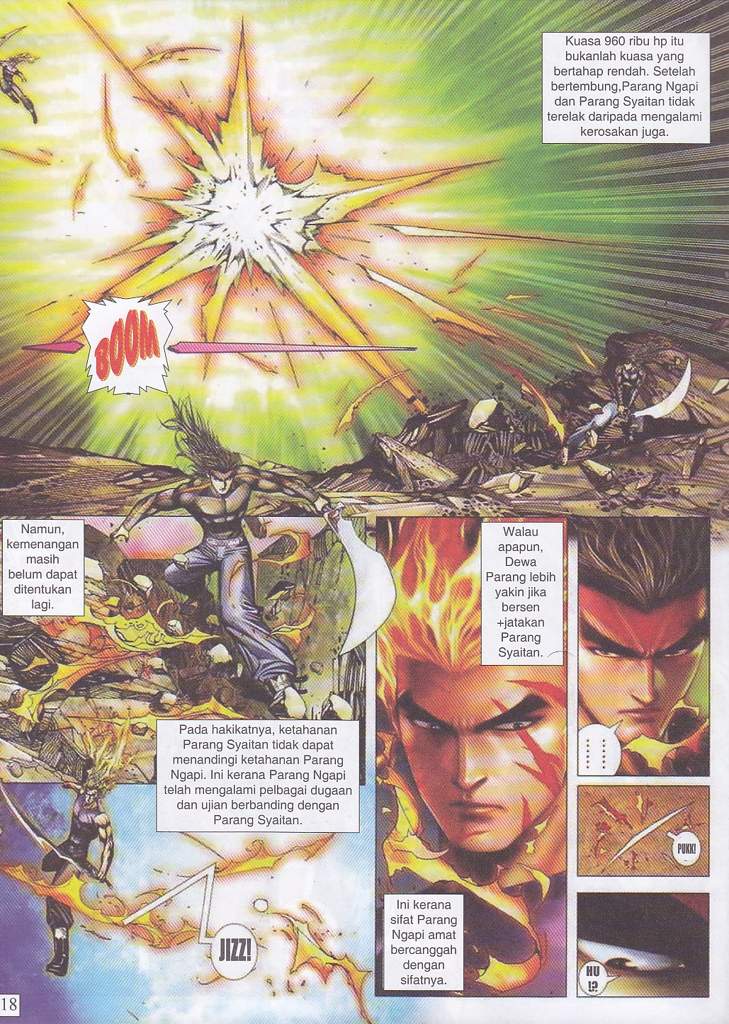 Kuasa 960 ribu hp itu
bukanlah kuasa yang
bertahap rendah. Setelah
bertembung,Parang Ngapi
dan Parang Syaitan tidak
terelak daripada mengalami
kerosakan juga.
BOOM
Namun,
kemenangan
masih
belum dapat
ditentukan
lagi.
Walau
apapun,
Dewa
Parang lebih
yakin jika
bersen
+jatakan
Parang
Syaitan.
Pada hakikatnya, ketahanan
Parang Syaitan tidak dapat
menandingi ketahanan Parang
Ngapi. Ini kerana Parang Ngapi
telah mengalami pelbagai dugaan
dan ujian berbanding dengan
Parang Syaitan.
PUKK!
Ini kerana
sifat Parang
Ngapi amat
bercanggah
dengan
sifatnya.
JIZZ!
HU
!?
18